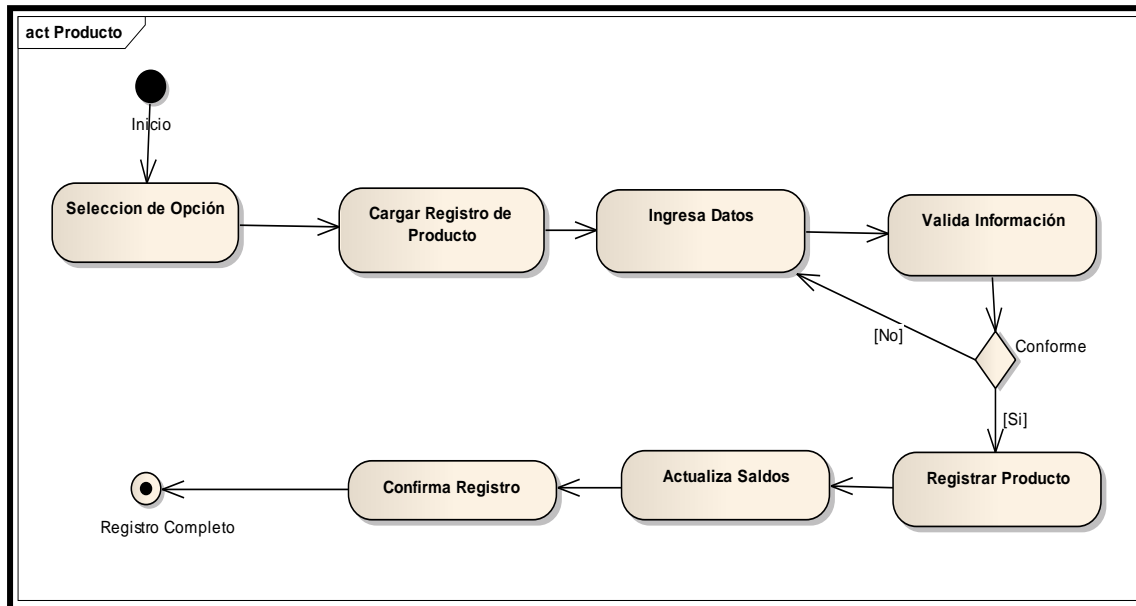 act Producto
Inicio
Seleccion de Opción
Cargar Registro de
Producto
Ingresa Datos
Valida Información
[No]
Conforme
[Si]
Registrar Producto
Actualiza Saldos
Confirma Registro
Registro Completo